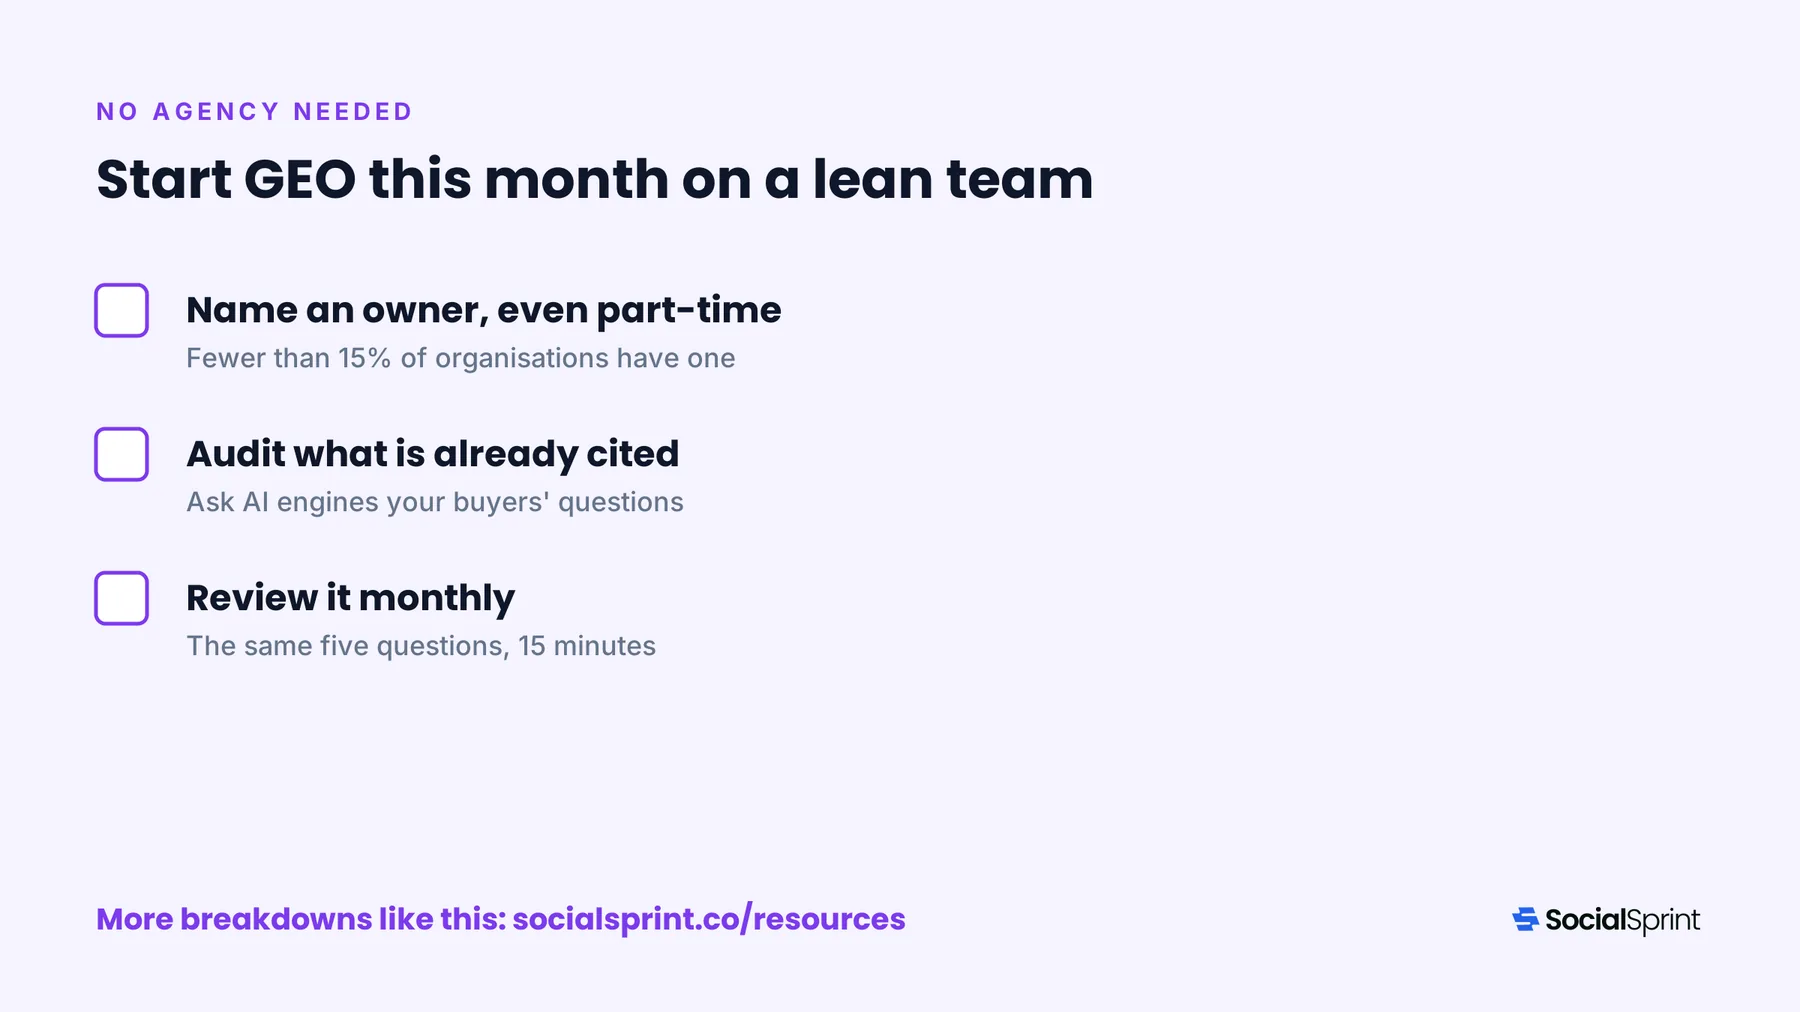 NO AGENCY NEEDED
Start GEO this month on a lean team
Name an owner, even part-time
Fewer than 15% of organisations have one
Audit what is already cited
Ask AI engines your buyers' questions
Review it monthly
The same five questions, 15 minutes
More breakdowns like this: socialsprint.co/resources
SocialSprint